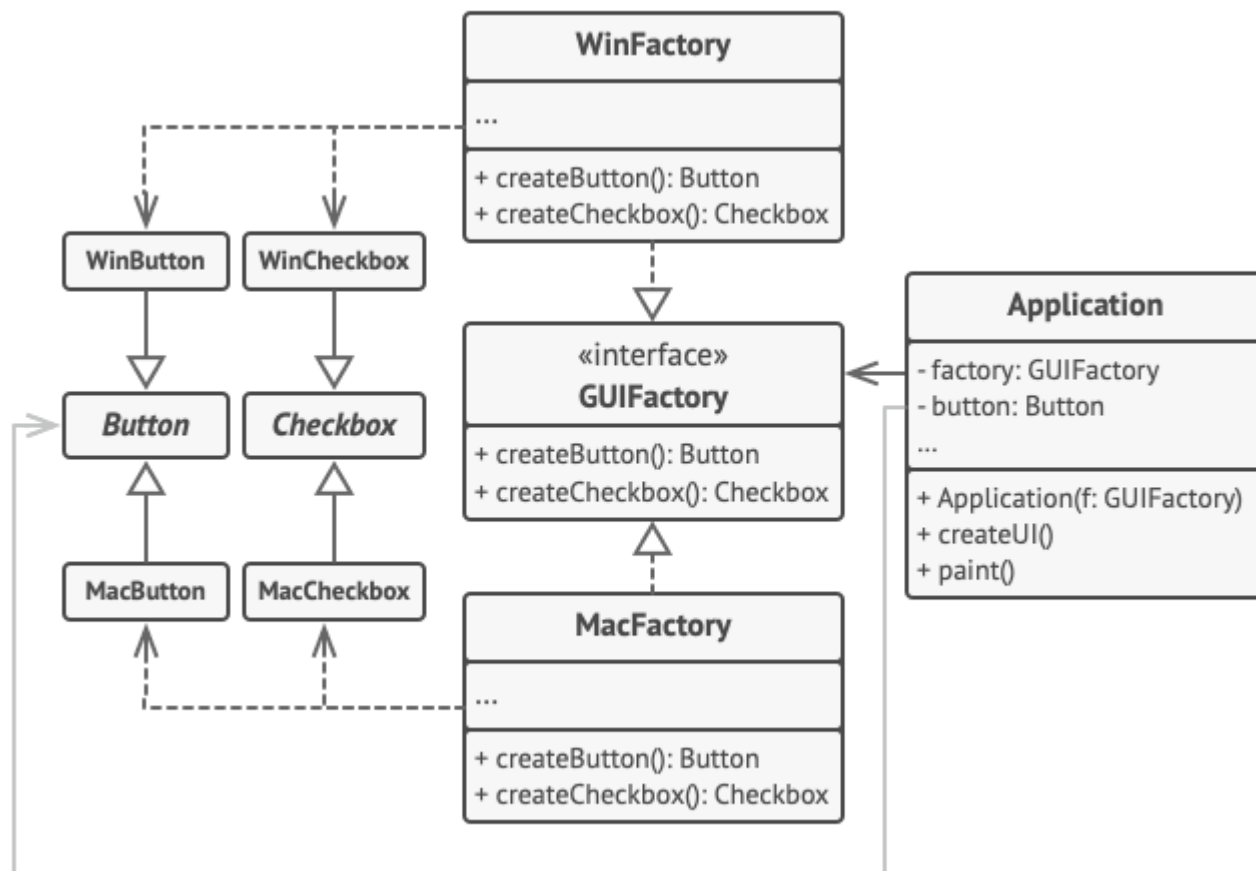 WinFactory
...
+ createButton(): Button
+ createCheckbox(): Checkbox
WinButton
WinCheckbox
Button
Checkbox
MacButton
MacCheckbox
«interface»
GUIFactory
+ createButton(): Button
+ createCheckbox(): Checkbox
Application
- factory: GUIFactory
- button: Button
...
+ Application(f: GUIFactory)
+ createUI()
+ paint()
MacFactory
...
+ createButton(): Button
+ createCheckbox(): Checkbox